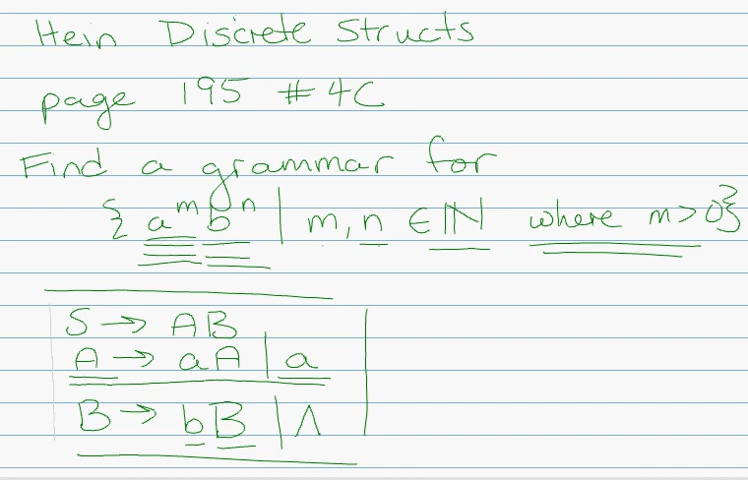 Hein Discrete Structs
page 195 #4C
Find a grammar for
{ a^m b^n | m, n ∈ ℕ where m > 0 }
S → AB
A → aA | a
B → bB | Λ